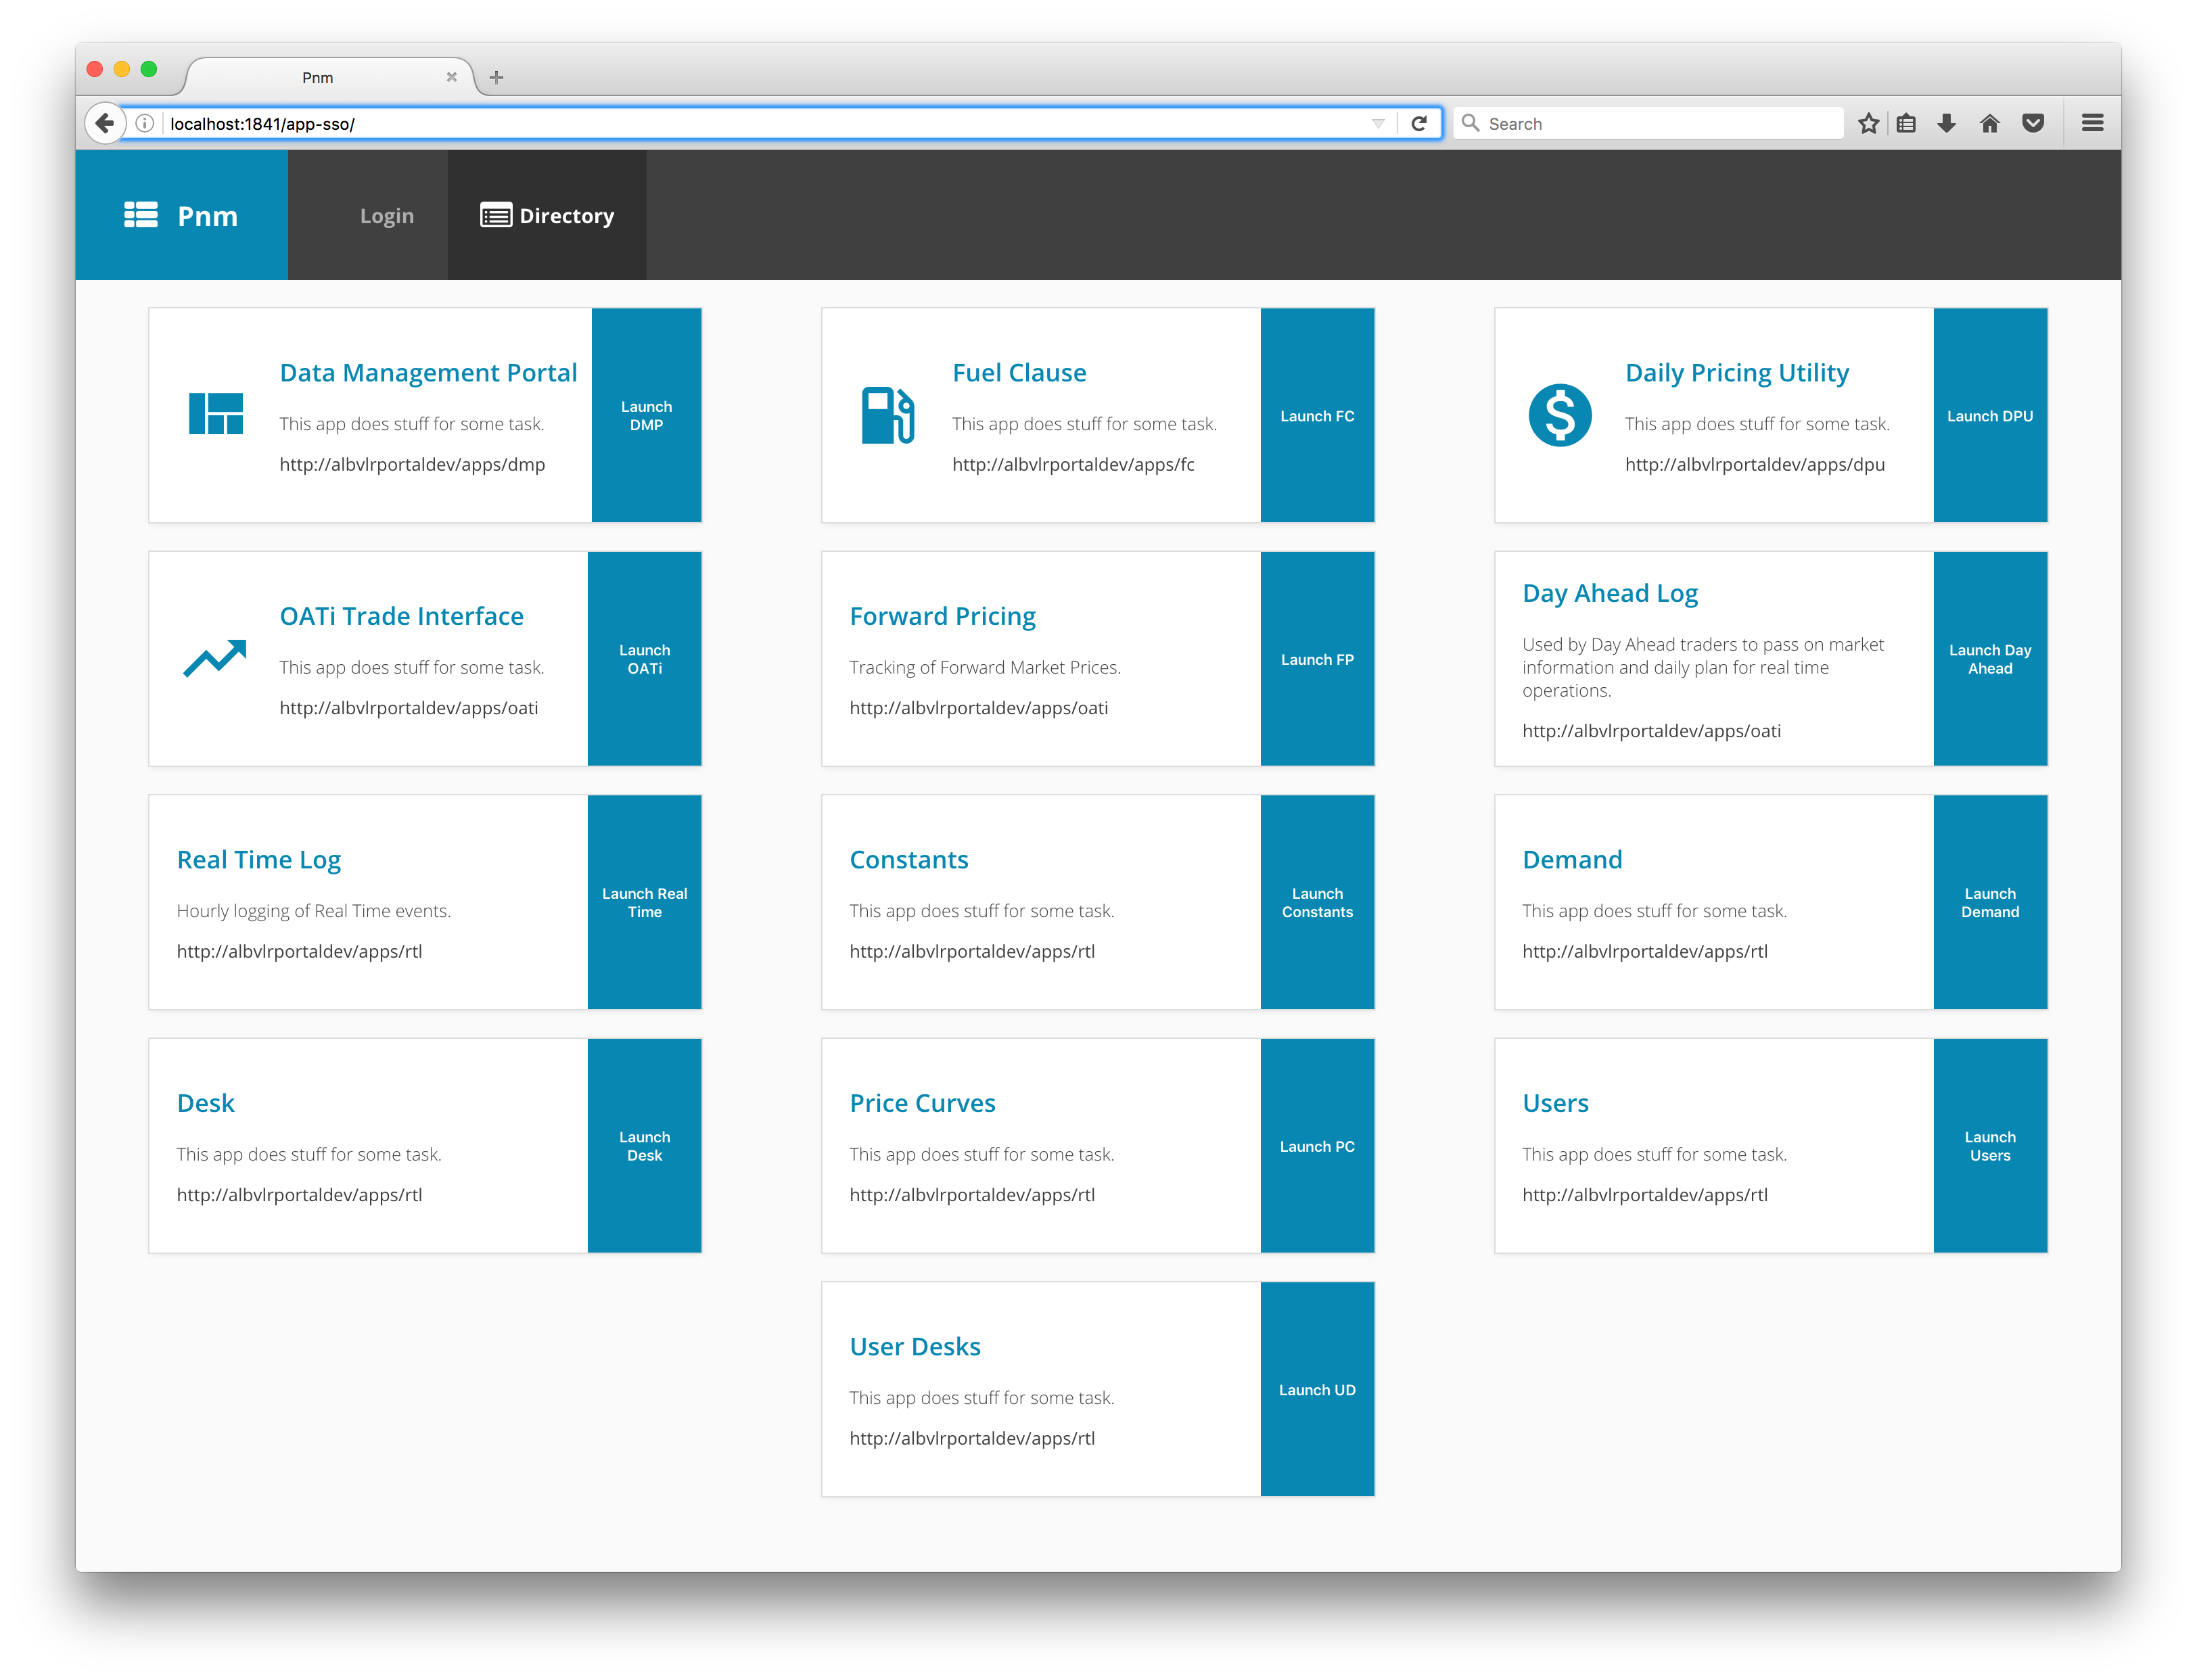 Pnm
localhost:1841/app-sso/
Search
Pnm
Login
Directory
Data Management Portal
This app does stuff for some task.
http://albvlrportaldev/apps/dmp
Launch
DMP
Fuel Clause
This app does stuff for some task.
http://albvlrportaldev/apps/fc
Launch FC
Daily Pricing Utility
This app does stuff for some task.
http://albvlrportaldev/apps/dpu
Launch DPU
OATi Trade Interface
This app does stuff for some task.
http://albvlrportaldev/apps/oati
Launch
OATi
Forward Pricing
Tracking of Forward Market Prices.
http://albvlrportaldev/apps/oati
Launch FP
Day Ahead Log
Used by Day Ahead traders to pass on market
information and daily plan for real time
operations.
http://albvlrportaldev/apps/oati
Launch Day
Ahead
Real Time Log
Hourly logging of Real Time events.
http://albvlrportaldev/apps/rtl
Launch Real
Time
Constants
This app does stuff for some task.
http://albvlrportaldev/apps/rtl
Launch
Constants
Demand
This app does stuff for some task.
http://albvlrportaldev/apps/rtl
Launch
Demand
Desk
This app does stuff for some task.
http://albvlrportaldev/apps/rtl
Launch
Desk
Price Curves
This app does stuff for some task.
http://albvlrportaldev/apps/rtl
Launch PC
Users
This app does stuff for some task.
http://albvlrportaldev/apps/rtl
Launch
Users
User Desks
This app does stuff for some task.
http://albvlrportaldev/apps/rtl
Launch UD